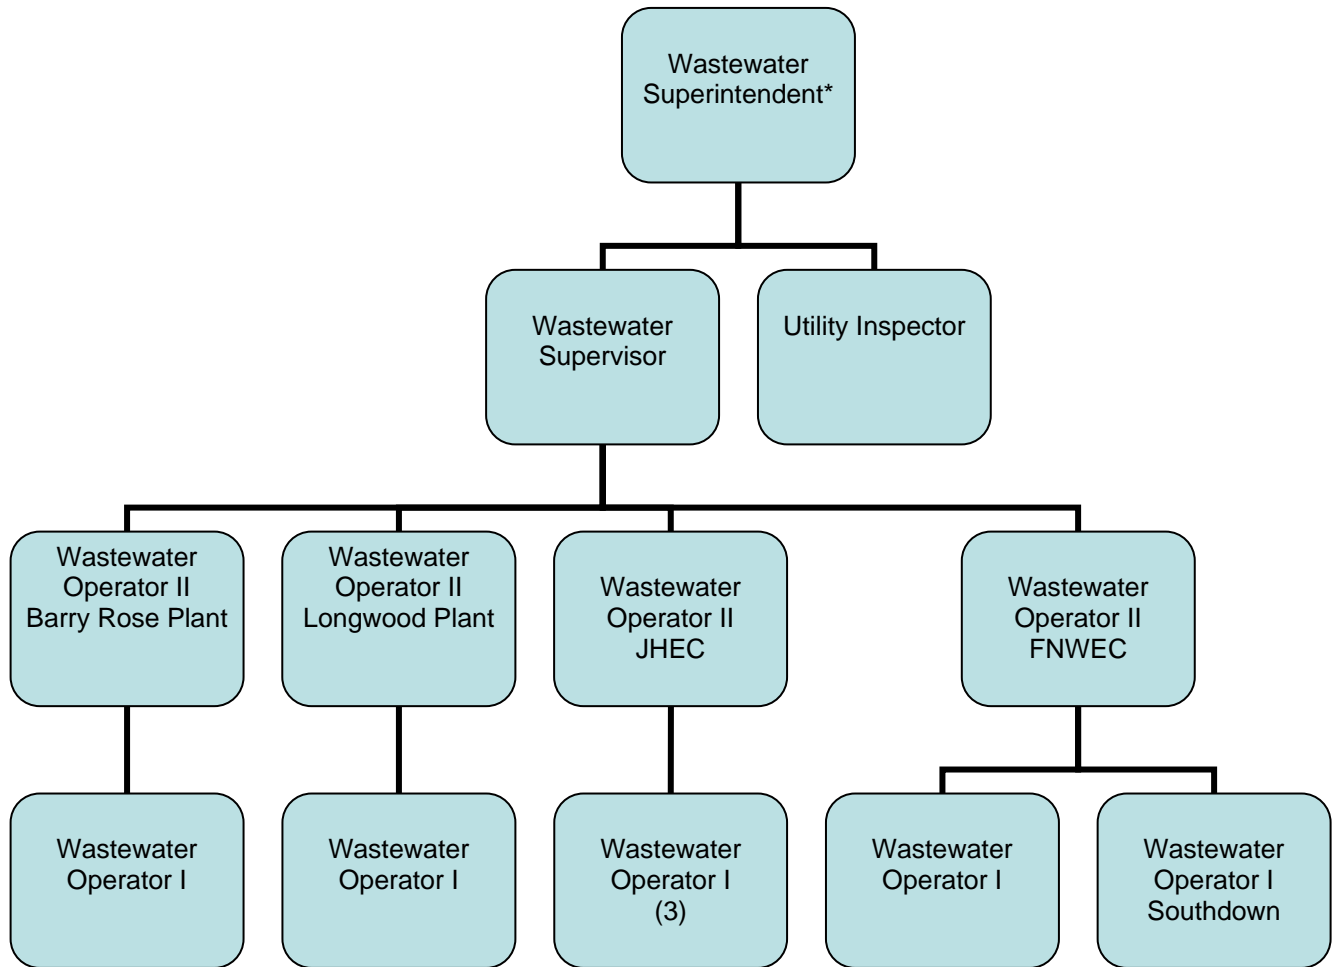 Wastewater
Superintendent*
Wastewater
Supervisor
Utility Inspector
Wastewater
Operator II
Barry Rose Plant
Wastewater
Operator II
Longwood Plant
Wastewater
Operator II
JHEC
Wastewater
Operator II
FNWEC
Wastewater
Operator I
Wastewater
Operator I
Wastewater
Operator I
(3)
Wastewater
Operator I
Wastewater
Operator I
Southdown